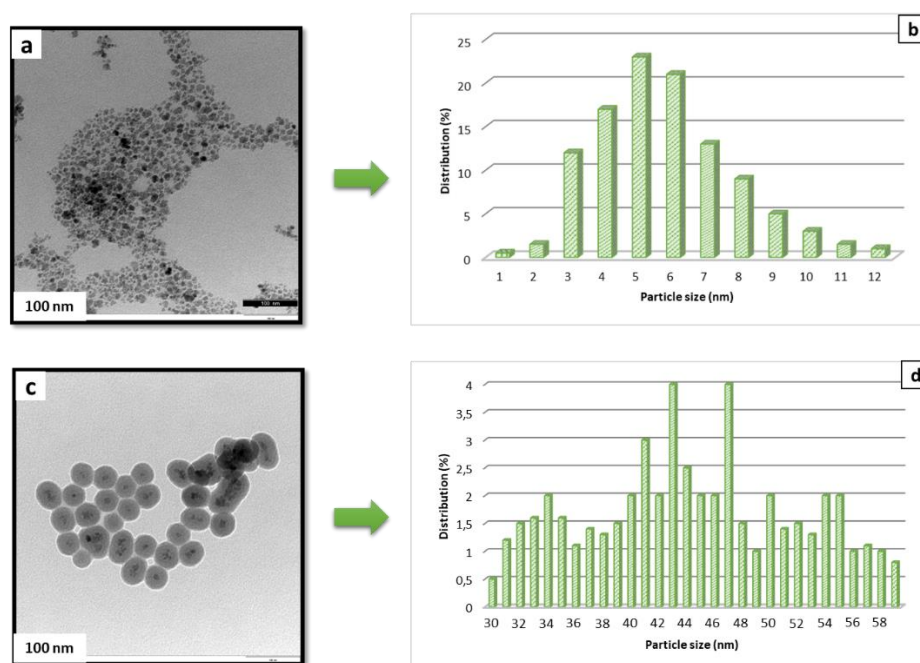 a
100 nm
100 nm
b
25
20
15
10
5
0
Distribution (%)
1 2 3 4 5 6 7 8 9 10 11 12
Particle size (nm)
c
100 nm
d
4
3,5
3
2,5
2
1,5
1
0,5
0
Distribution (%)
30 32 34 36 38 40 42 44 46 48 50 52 54 56 58
Particle size (nm)